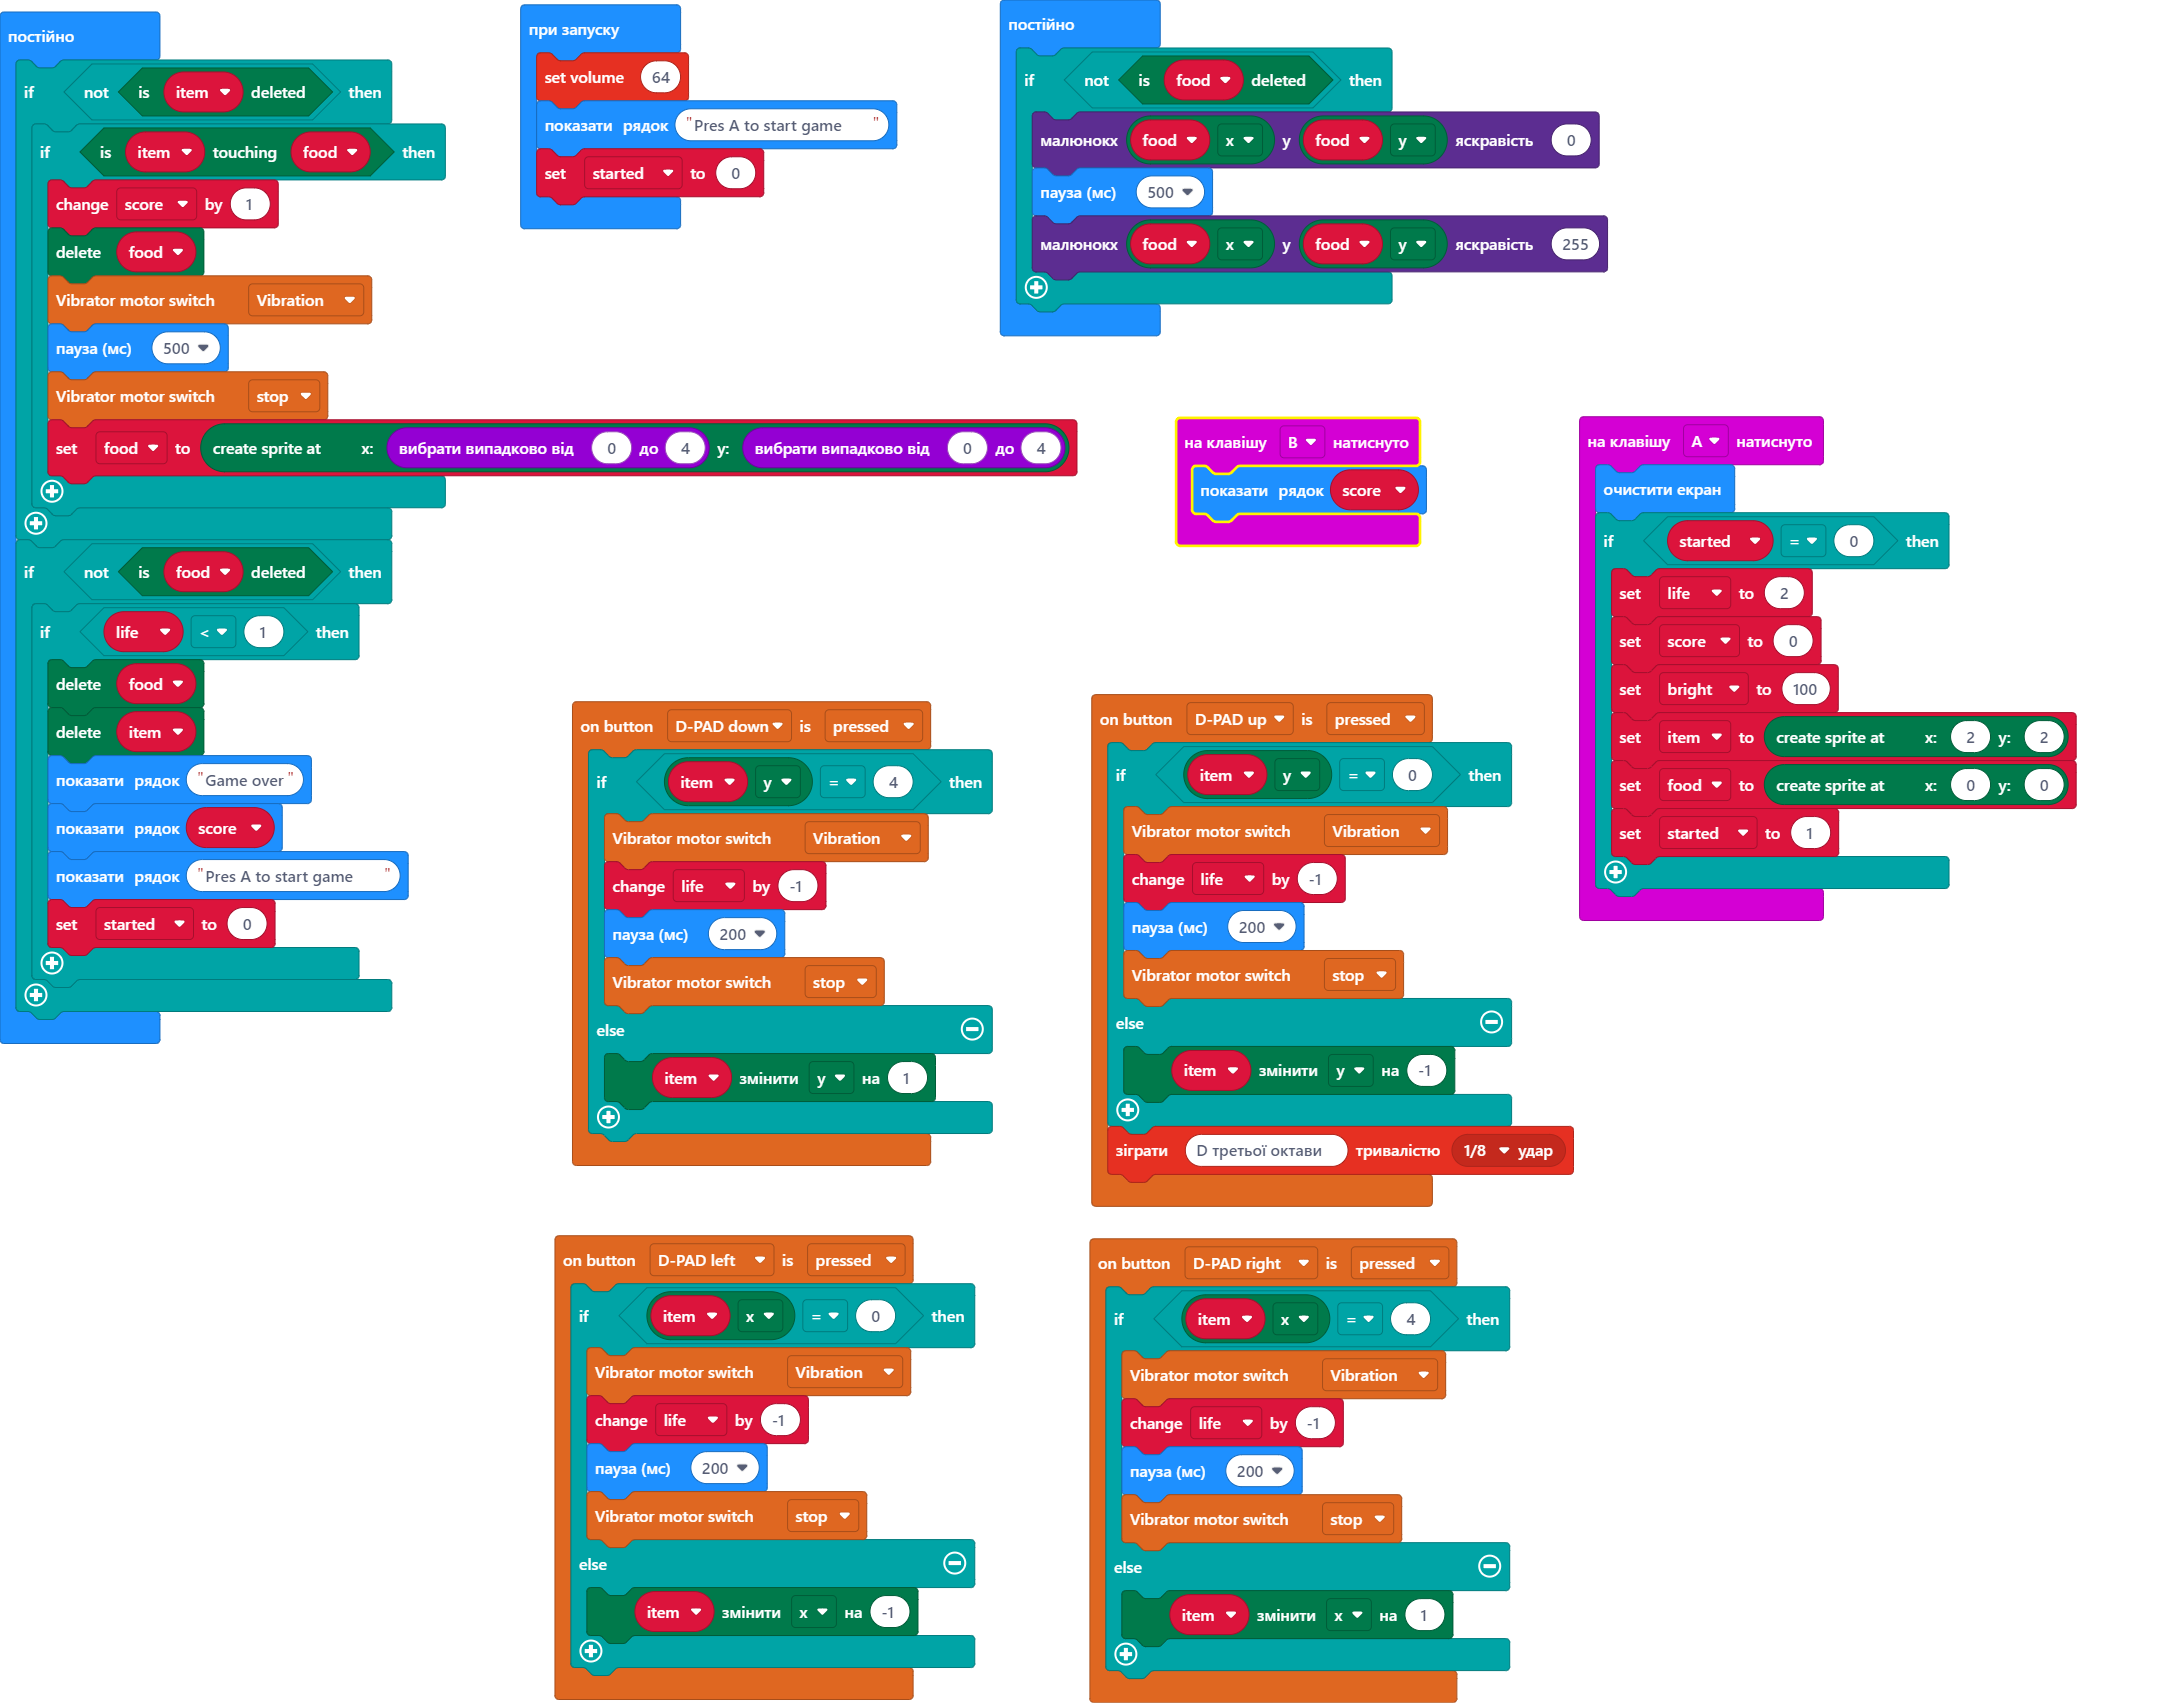 постійно
if not is item deleted then
if is item touching food then
change score by 1
delete food
Vibrator motor switch Vibration
пауза (мс) 500
Vibrator motor switch stop
set food to create sprite at x: вибрати випадково від 0 до 4 y: вибрати випадково від 0 до 4
if not is food deleted then
if life < 1 then
delete food
delete item
показати рядок "Game over"
показати рядок score
показати рядок "Pres A to start game "
set started to 0
при запуску
set volume 64
показати рядок "Pres A to start game "
set started to 0
постійно
if not is food deleted then
малюнокх food x y food y яскравість 0
пауза (мс) 500
малюнокх food x y food y яскравість 255
на клавішу B натиснуто
показати рядок score
на клавішу A натиснуто
очистити екран
if started = 0 then
set life to 2
set score to 0
set bright to 100
set item to create sprite at x: 2 y: 2
set food to create sprite at x: 0 y: 0
set started to 1
on button D-PAD down is pressed
if item y = 4 then
Vibrator motor switch Vibration
change life by -1
пауза (мс) 200
Vibrator motor switch stop
else
item змінити y на 1
on button D-PAD up is pressed
if item y = 0 then
Vibrator motor switch Vibration
change life by -1
пауза (мс) 200
Vibrator motor switch stop
else
item змінити y на -1
зіграти D третьої октави тривалістю 1/8 удар
on button D-PAD left is pressed
if item x = 0 then
Vibrator motor switch Vibration
change life by -1
пауза (мс) 200
Vibrator motor switch stop
else
item змінити x на -1
on button D-PAD right is pressed
if item x = 4 then
Vibrator motor switch Vibration
change life by -1
пауза (мс) 200
Vibrator motor switch stop
else
item змінити x на 1